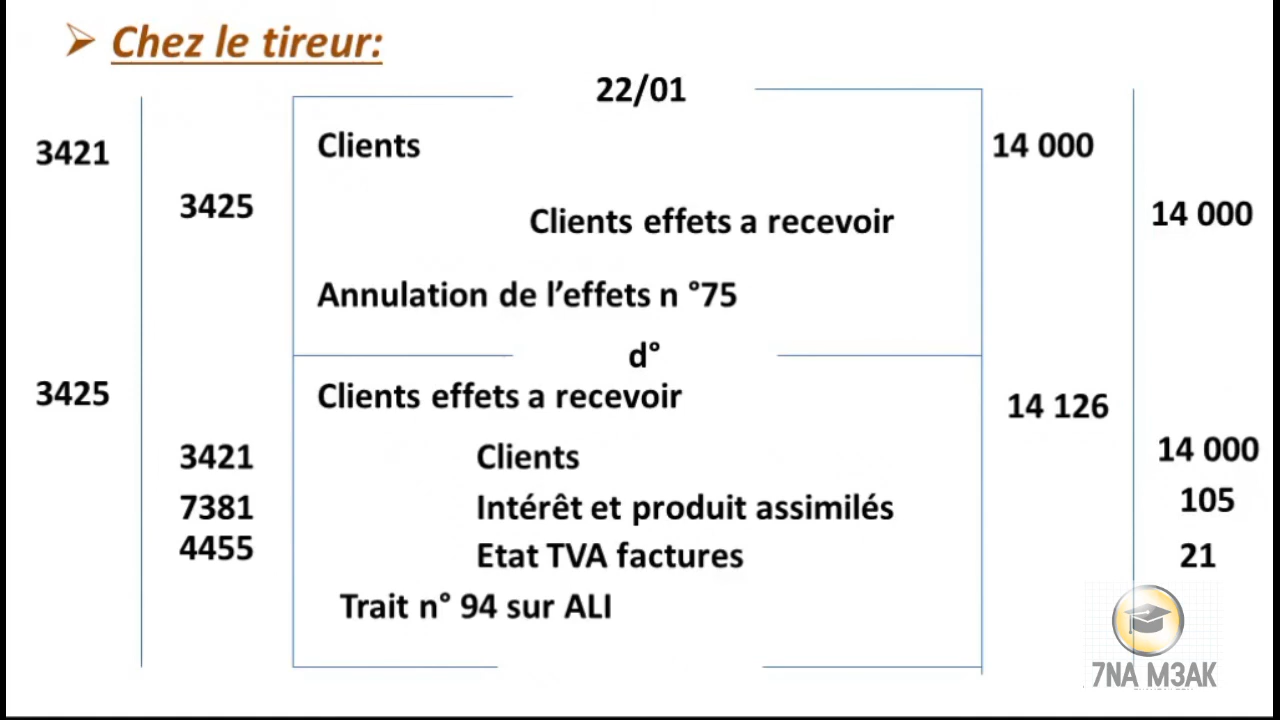 Chez le tireur:
22/01
3421 Clients 14 000
3425 Clients effets a recevoir 14 000
Annulation de l’effets n °75
d°
3425 Clients effets a recevoir 14 126
3421 Clients 14 000
7381 Intérêt et produit assimilés 105
4455 Etat TVA factures 21
Trait n° 94 sur ALI
7NA M3AK